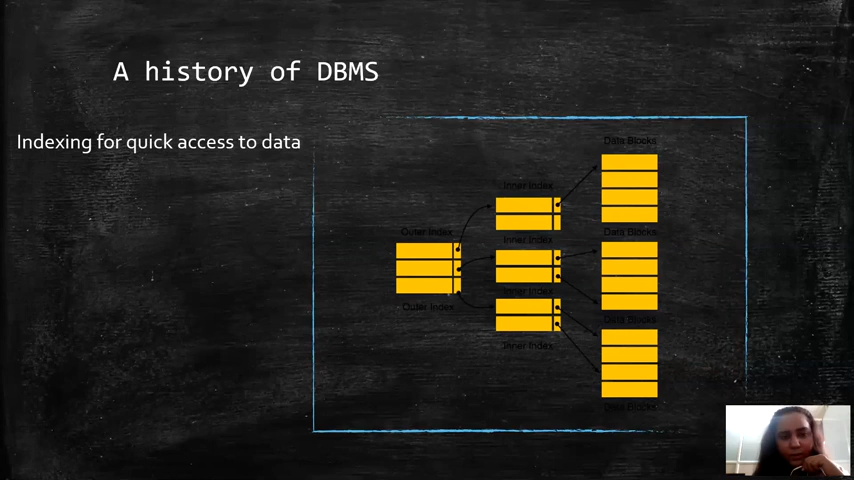 A history of DBMS
Indexing for quick access to data
Data Blocks
Inner Index
Outer Index
Inner Index
Data Blocks
Inner Index
Outer Index
Data Blocks
Inner Index
Data Blocks